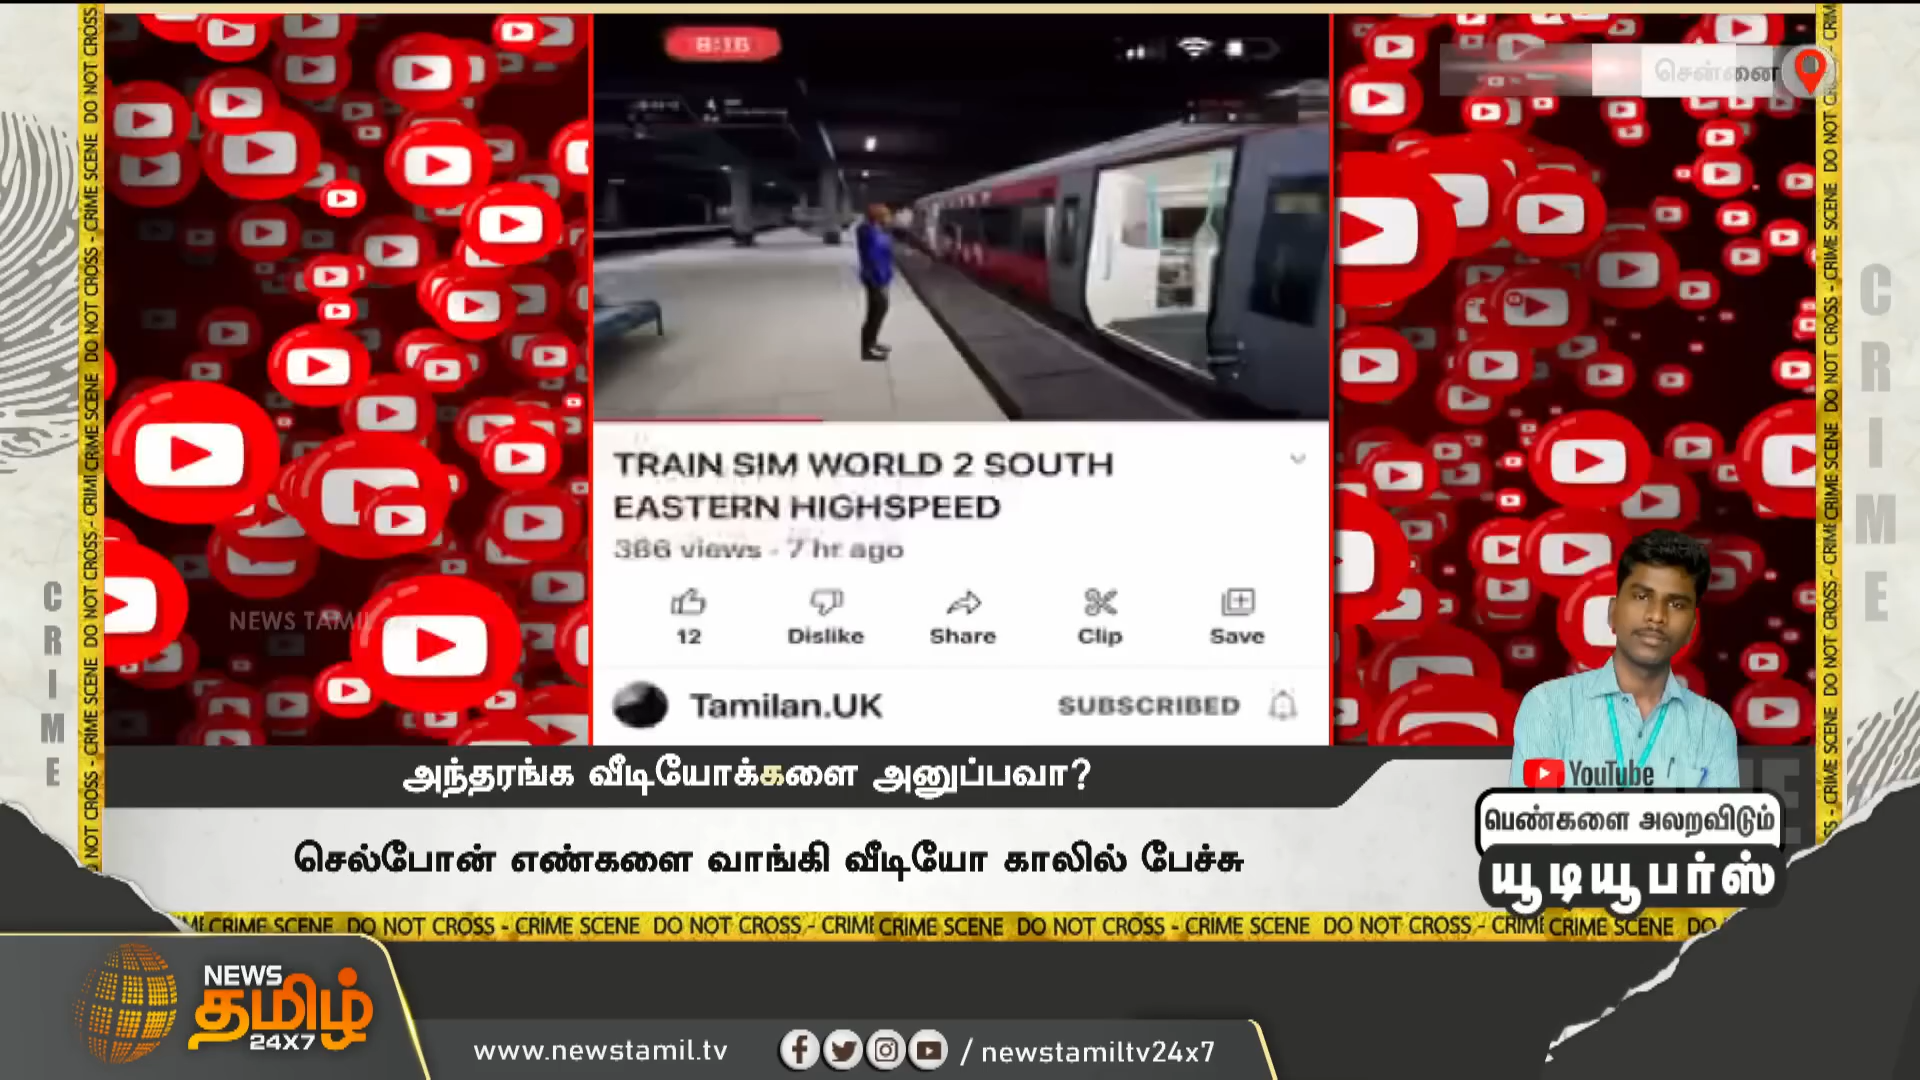 8:16
சென்னை
TRAIN SIM WORLD 2 SOUTH
EASTERN HIGHSPEED
386 views - 7 hr ago
12
Dislike
Share
Clip
Save
Tamilan.UK
SUBSCRIBED
NEWS TAMIL
அந்தரங்க வீடியோக்களை அனுப்பவா?
செல்போன் எண்களை வாங்கி வீடியோ காலில் பேச்சு
YouTube
பெண்களை அலறவிடும்
யூடியூபர்ஸ்
CRIME
CRIME
CRIME SCENE DO NOT CROSS - CRIME SCENE DO NOT CROSS - CRIME CRIME SCENE DO NOT CROSS - CRIME SCENE DO NOT CROSS - CRIME CRIME SCENE DO
NEWS
தமிழ்
24X7
www.newstamil.tv
/ newstamiltv24x7